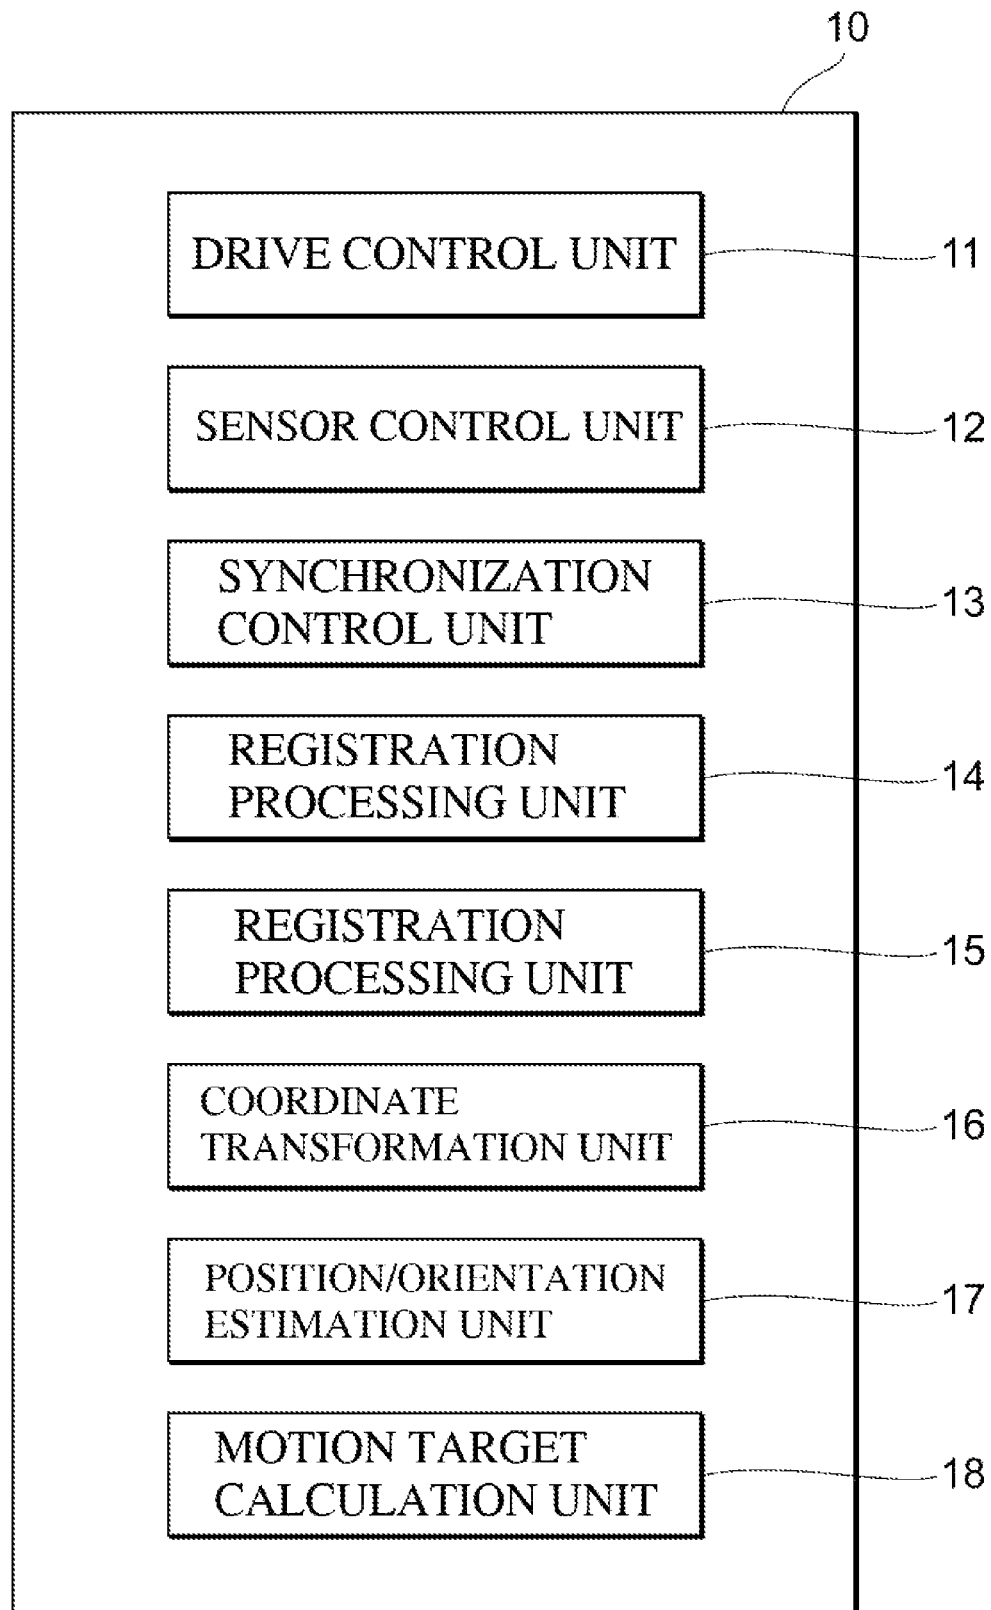 10
DRIVE CONTROL UNIT
11
SENSOR CONTROL UNIT
12
SYNCHRONIZATION
CONTROL UNIT
13
REGISTRATION
PROCESSING UNIT
14
REGISTRATION
PROCESSING UNIT
15
COORDINATE
TRANSFORMATION UNIT
16
POSITION/ORIENTATION
ESTIMATION UNIT
17
MOTION TARGET
CALCULATION UNIT
18